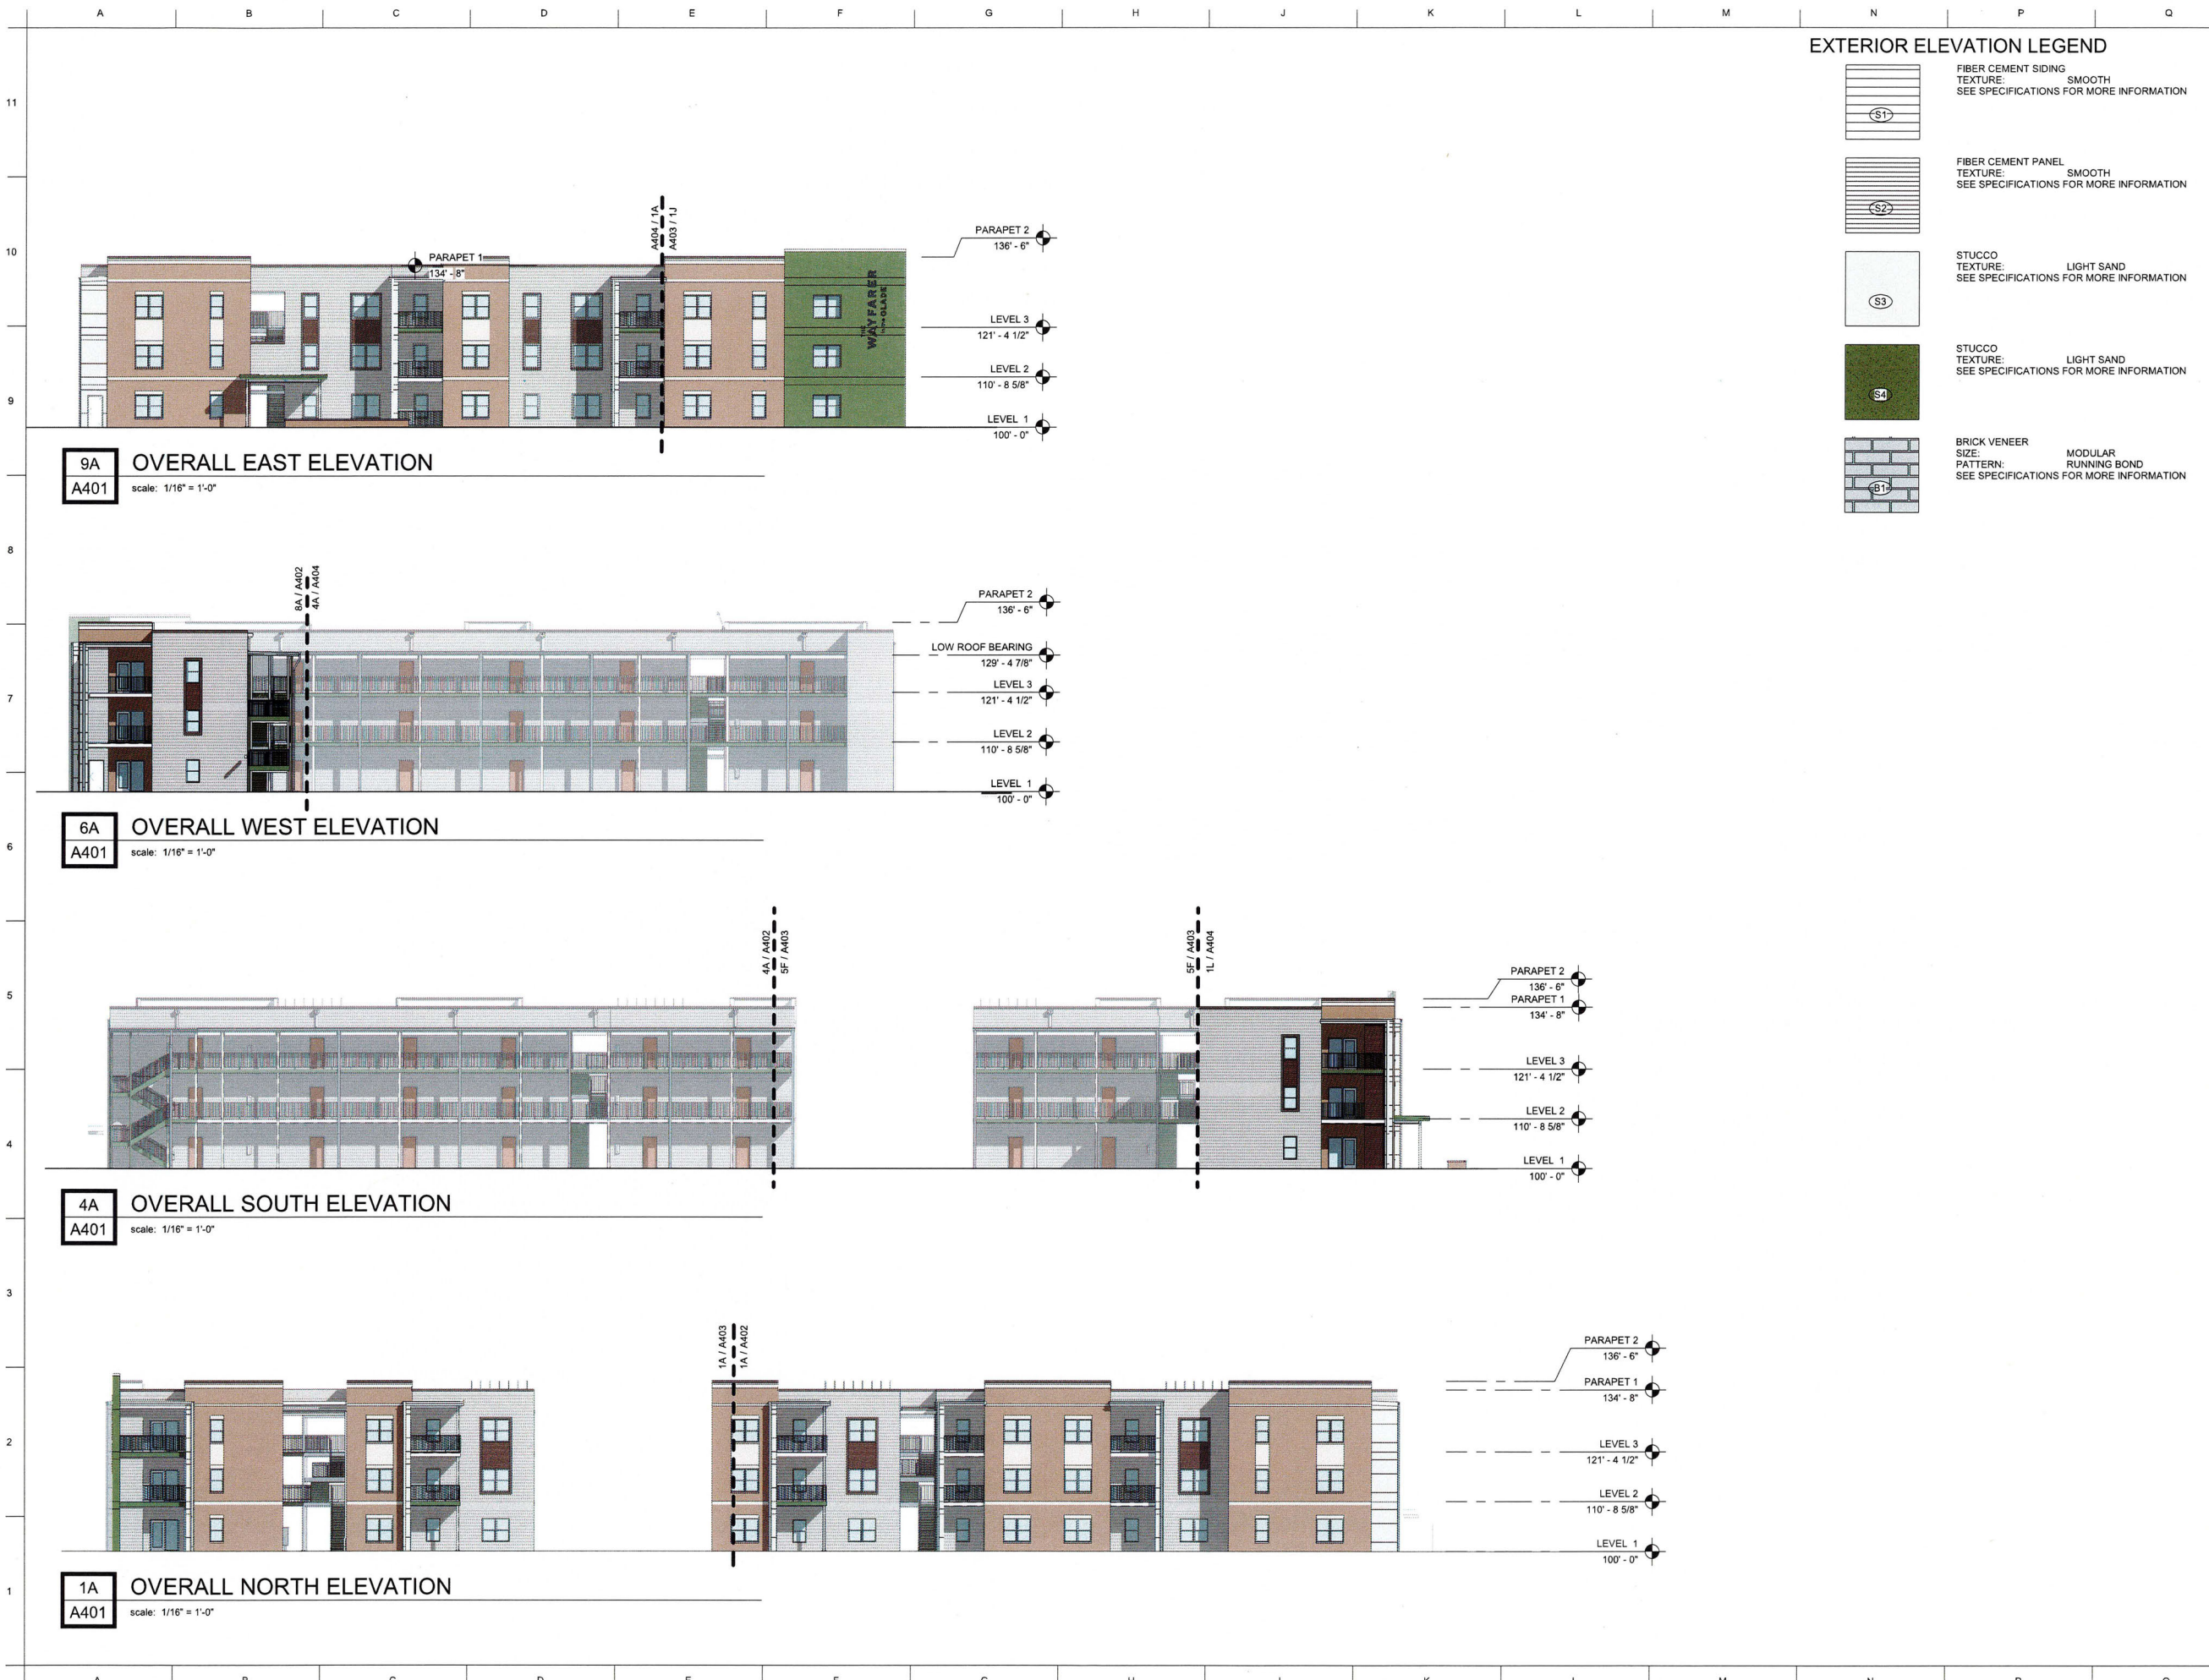 A B C D E F G H J K L M N P Q
EXTERIOR ELEVATION LEGEND
FIBER CEMENT SIDING
TEXTURE: SMOOTH
SEE SPECIFICATIONS FOR MORE INFORMATION
S1
FIBER CEMENT PANEL
TEXTURE: SMOOTH
SEE SPECIFICATIONS FOR MORE INFORMATION
S2
STUCCO
TEXTURE: LIGHT SAND
SEE SPECIFICATIONS FOR MORE INFORMATION
S3
STUCCO
TEXTURE: LIGHT SAND
SEE SPECIFICATIONS FOR MORE INFORMATION
S4
BRICK VENEER
SIZE: MODULAR
PATTERN: RUNNING BOND
SEE SPECIFICATIONS FOR MORE INFORMATION
B1
11
10
9
8
7
6
5
4
3
2
1
A404 / 1A
A403 / 1J
PARAPET 1
134' - 8"
THE
WAYFARER
IN THE GLADE
PARAPET 2
136' - 6"
LEVEL 3
121' - 4 1/2"
LEVEL 2
110' - 8 5/8"
LEVEL 1
100' - 0"
9A
A401
OVERALL EAST ELEVATION
scale: 1/16" = 1'-0"
8A / A402
4A / A404
PARAPET 2
136' - 6"
LOW ROOF BEARING
129' - 4 7/8"
LEVEL 3
121' - 4 1/2"
LEVEL 2
110' - 8 5/8"
LEVEL 1
100' - 0"
6A
A401
OVERALL WEST ELEVATION
scale: 1/16" = 1'-0"
4A / A402
5F / A403
5F / A403
1L / A404
PARAPET 2
136' - 6"
PARAPET 1
134' - 8"
LEVEL 3
121' - 4 1/2"
LEVEL 2
110' - 8 5/8"
LEVEL 1
100' - 0"
4A
A401
OVERALL SOUTH ELEVATION
scale: 1/16" = 1'-0"
1A / A403
1A / A402
PARAPET 2
136' - 6"
PARAPET 1
134' - 8"
LEVEL 3
121' - 4 1/2"
LEVEL 2
110' - 8 5/8"
LEVEL 1
100' - 0"
1A
A401
OVERALL NORTH ELEVATION
scale: 1/16" = 1'-0"